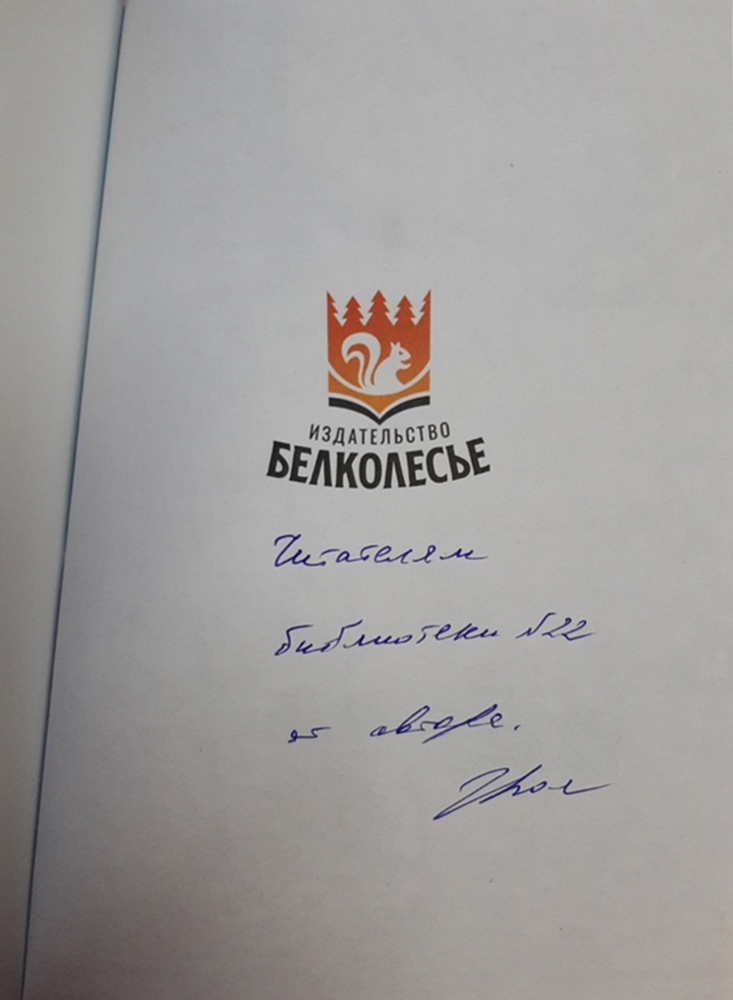 ИЗДАТЕЛЬСТВО
БЕЛКОЛЕСЬЕ
Читателям
библиотеки №22
от автора.